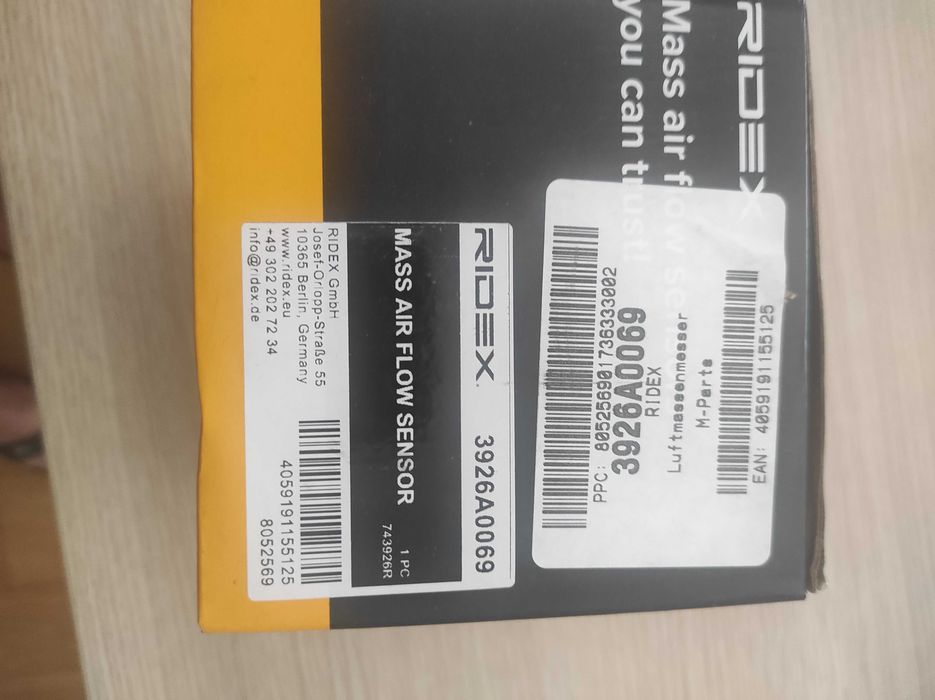 RIDEX
Mass air flow sensor
you can trust!
RIDEX 3926A0069
MASS AIR FLOW SENSOR
1 PC
743926R
RIDEX GmbH
Josef-Orlopp-Straße 55
10365 Berlin, Germany
www.ridex.eu
+49 302 202 72 34
info@ridex.de
4059191155125
8052569
PPC: 8052569017363333002
3926A0069
RIDEX
Luftmassenmesser
M-Parts
EAN: 4059191155125